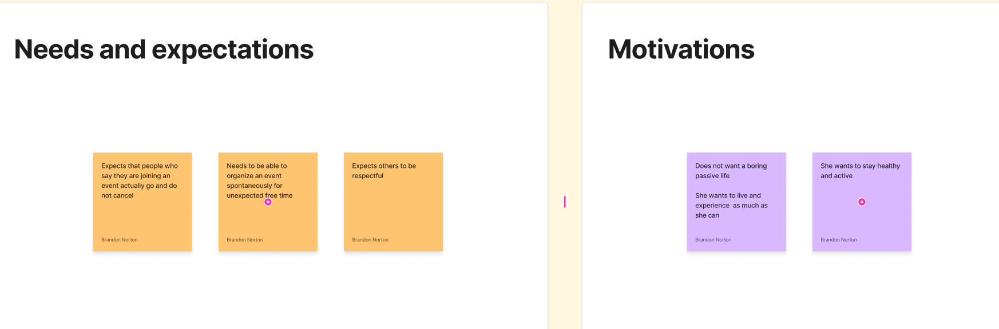 Needs and expectations
Expects that people who
say they are joining an
event actually go and do
not cancel
Brandon Norton
Needs to be able to
organize an event
spontaneously for
unexpected free time
Brandon Norton
Expects others to be
respectful
Brandon Norton
Motivations
Does not want a boring
passive life
She wants to live and
experience  as much as
she can
Brandon Norton
She wants to stay healthy
and active
Brandon Norton